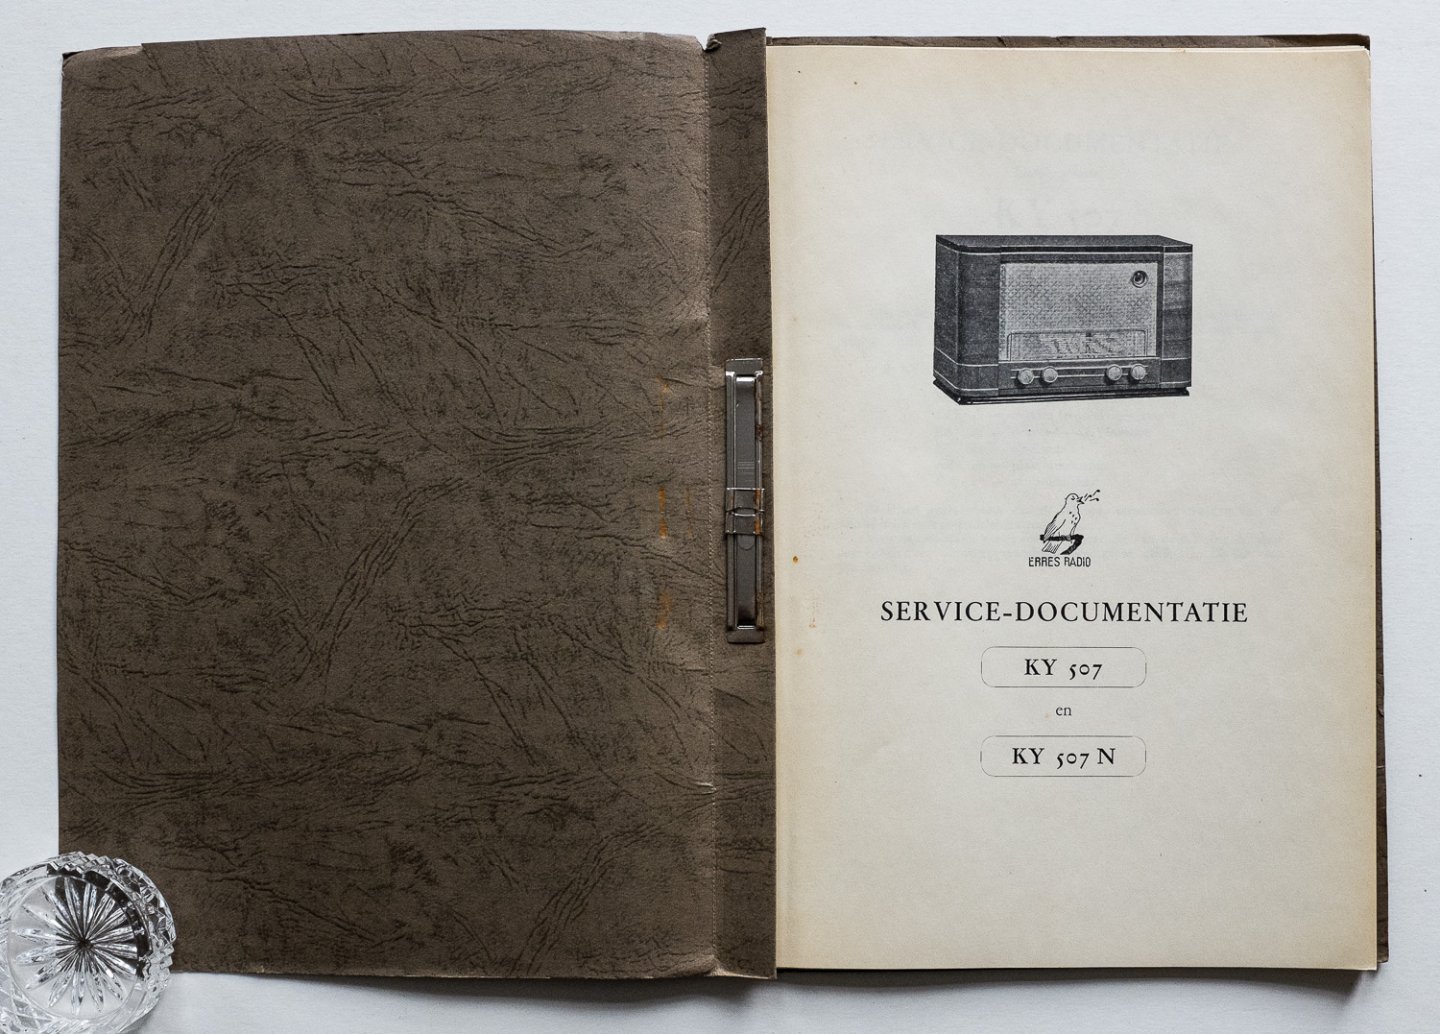 ERRES RADIO
SERVICE-DOCUMENTATIE
KY 507
en
KY 507 N